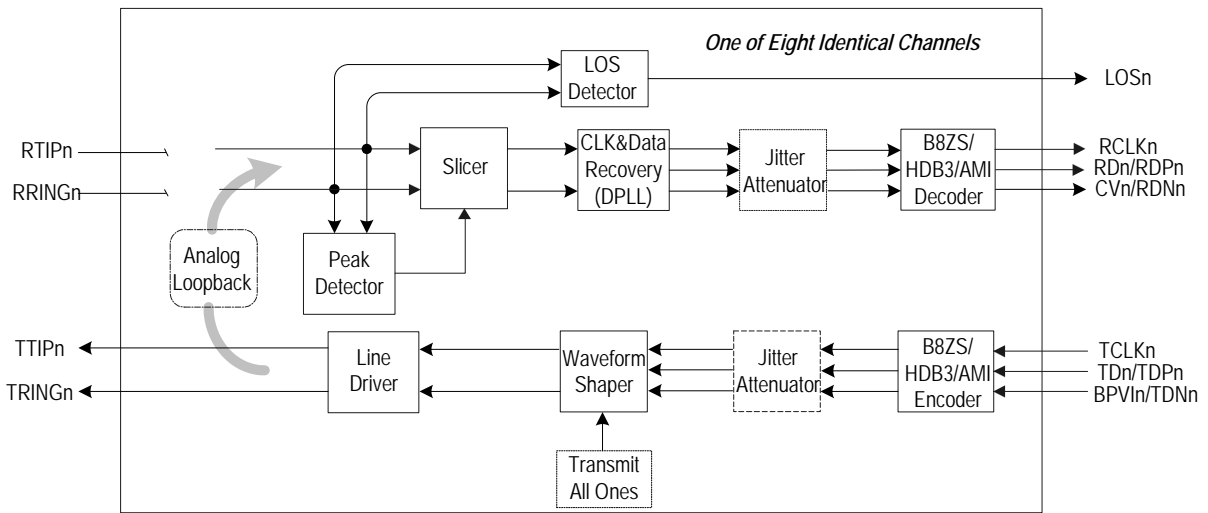 One of Eight Identical Channels
LOS
Detector
LOSn
RTIPn
RRINGn
Slicer
CLK&Data
Recovery
(DPLL)
Jitter
Attenuator
B8ZS/
HDB3/AMI
Decoder
RCLKn
RDn/RDPn
CVn/RDNn
Analog
Loopback
Peak
Detector
TTIPn
TRINGn
Line
Driver
Waveform
Shaper
Jitter
Attenuator
B8ZS/
HDB3/AMI
Encoder
TCLKn
TDn/TDPn
BPVIn/TDNn
Transmit
All Ones